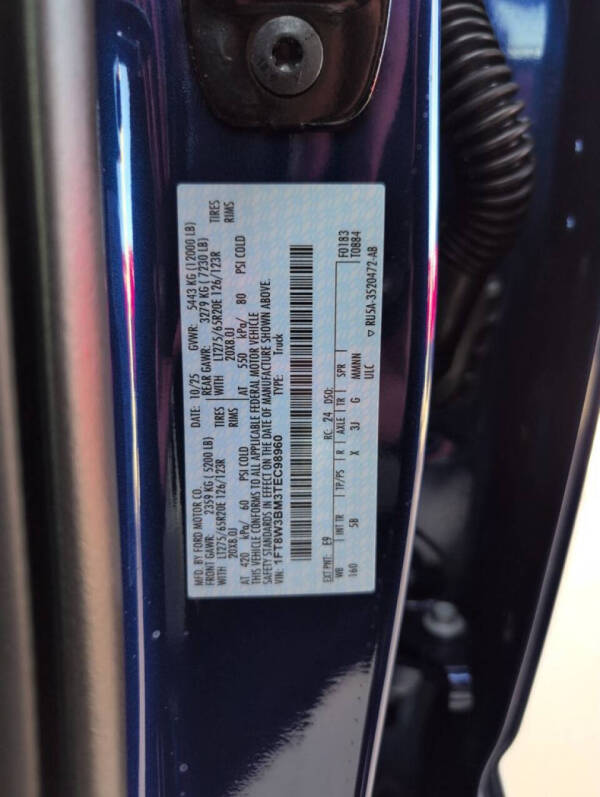 MFD. BY FORD MOTOR CO.
DATE: 10/25 GVWR: 5443 KG (12000 LB)
FRONT GAWR: 2359 KG (5200 LB) REAR GAWR: 3279 KG (7230 LB)
LT275/65R20E 126/123R TIRES WITH LT275/65R20E 126/123R TIRES
20X8.0J RIMS 20X8.0J RIMS
AT 420 kPa/ 60 PSI COLD AT 550 kPa/ 80 PSI COLD
THIS VEHICLE CONFORMS TO ALL APPLICABLE FEDERAL MOTOR VEHICLE
SAFETY STANDARDS IN EFFECT ON THE DATE OF MANUFACTURE SHOWN ABOVE.
VIN: 1FT8W3BM3TEC98960 TYPE: Truck
F0183
EXT PNT: E9 RC: 24 DSO: T0884
WB INT TR TP/PS R AXLE TR SPR
160 5B X 3J G MMNN
ULC
RU5A-3520472-AB